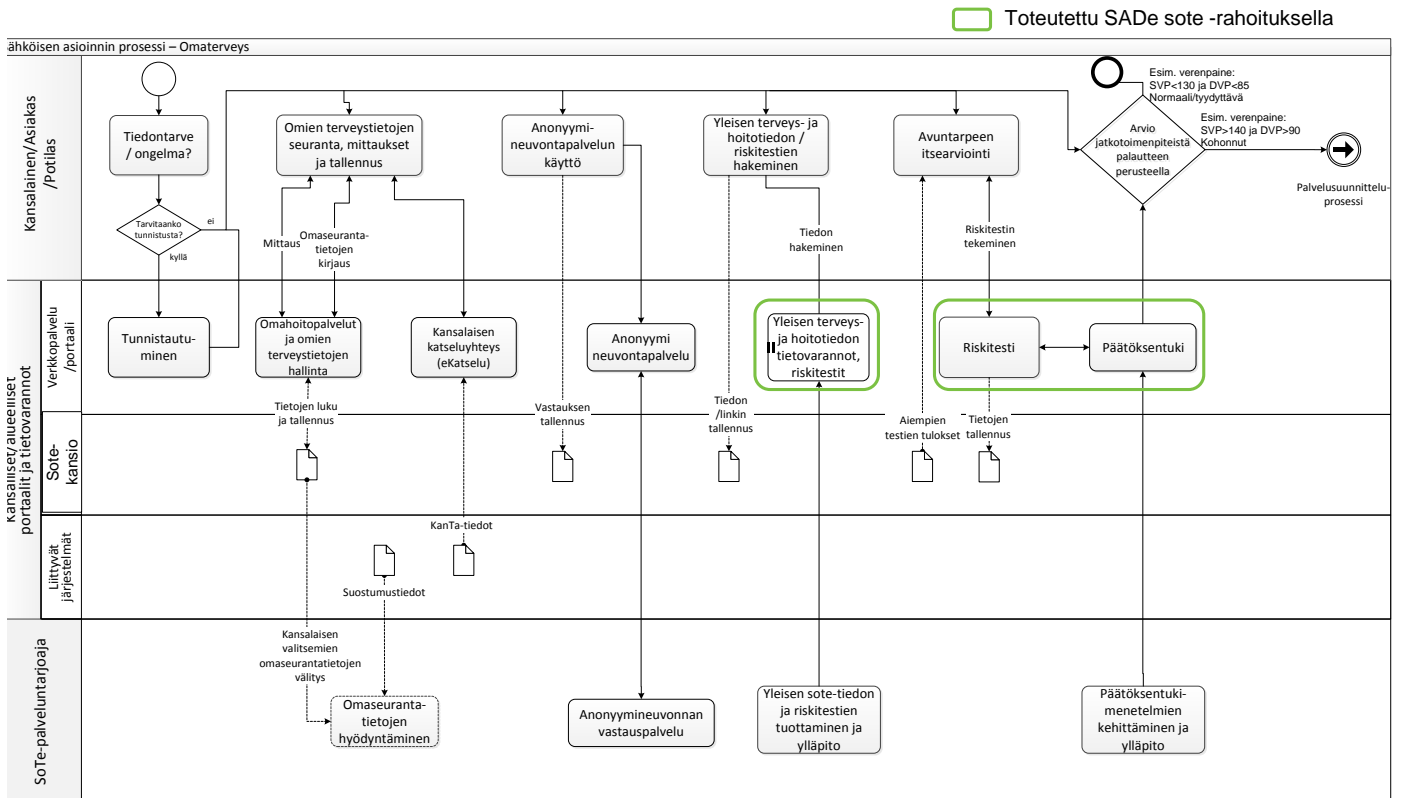 Toteutettu SADe sote -rahoituksella
ähköisen asioinnin prosessi – Omaterveys
Kansalainen/Asiakas
/Potilas
Tiedontarve
/ ongelma?
Omien terveystietojen
seuranta, mittaukset
ja tallennus
Anonyymi-
neuvontapalvelun
käyttö
Yleisen terveys- ja
hoitotiedon /
riskitestien
hakeminen
Avuntarpeen
itsearviointi
Arvio
jatkotoimenpiteistä
palautteen
perusteella
Esim. verenpaine:
SVP<130 ja DVP<85
Normaali/tyydyttävä
Esim. verenpaine:
SVP>140 ja DVP>90
Kohonnut
Palvelusuunnittelu-
prosessi
Tarvitaanko
tunnistusta?
ei
kyllä
Mittaus
Omaseuranta-
tietojen
kirjaus
Tiedon
hakeminen
Riskitestin
tekeminen
Kansalliset/alueelliset
portaalit ja tietovarannot
Verkkopalvelu
/portaali
Tunnistautu-
minen
Omahoitopalvelut
ja omien
terveystietojen
hallinta
Kansalaisen
katseluyhteys
(eKatselu)
Anonyymi
neuvontapalvelu
Yleisen terveys-
ja hoitotiedon
tietovarannot,
riskitestit
Riskitesti
Päätöksentuki
Tietojen luku
ja tallennus
Vastauksen
tallennus
Tiedon
/linkin
tallennus
Aiempien
testien tulokset
Tietojen
tallennus
Sote-
kansio
Liittyvät
järjestelmät
KanTa-tiedot
Suostumustiedot
SoTe-palveluntarjoaja
Kansalaisen
valitsemien
omaseurantatietojen
välitys
Omaseuranta-
tietojen
hyödyntäminen
Anonyymineuvonnan
vastauspalvelu
Yleisen sote-tiedon
ja riskitestien
tuottaminen ja
ylläpito
Päätöksentuki-
menetelmien
kehittäminen ja
ylläpito